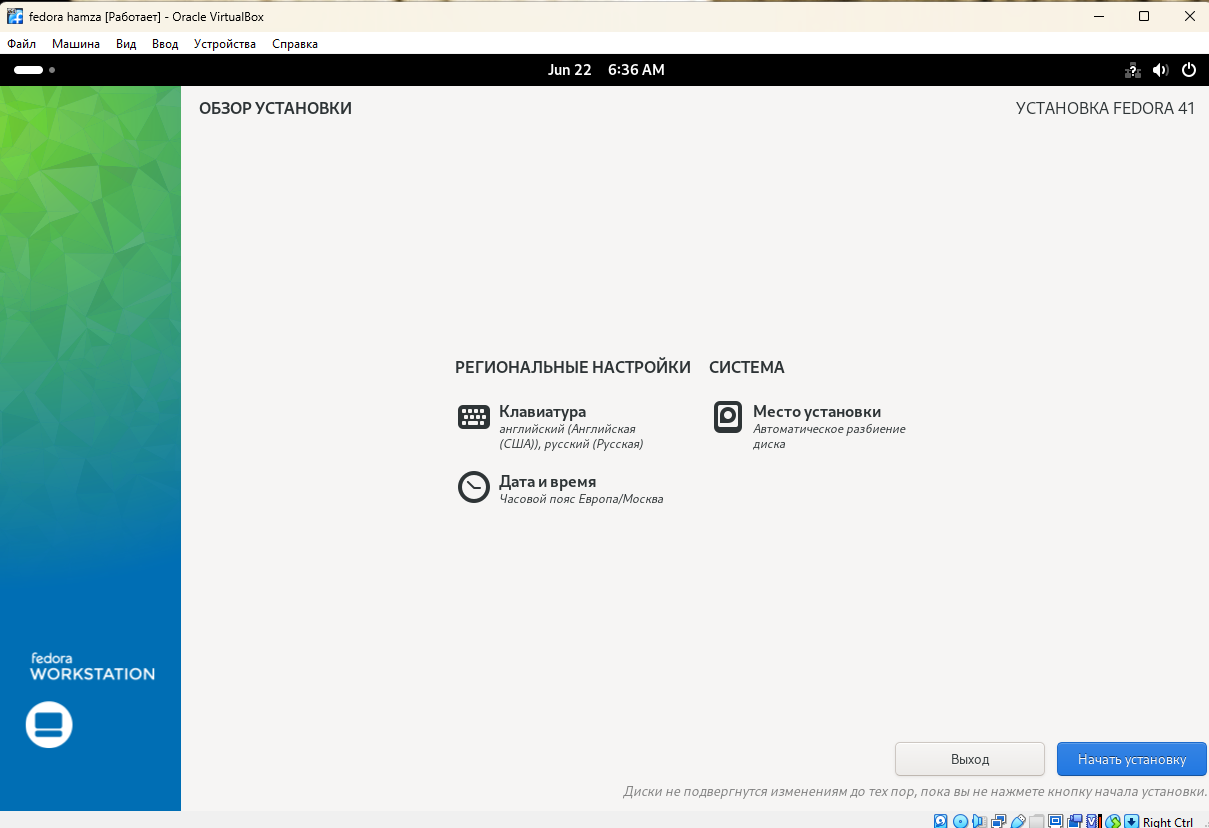 fedora hamza [Работает] - Oracle VirtualBox
Файл Машина Вид Ввод Устройства Справка
Jun 22 6:36 AM
ОБЗОР УСТАНОВКИ
УСТАНОВКА FEDORA 41
РЕГИОНАЛЬНЫЕ НАСТРОЙКИ
Клавиатура
английский (Английская
(США)), русский (Русская)
Дата и время
Часовой пояс Европа/Москва
СИСТЕМА
Место установки
Автоматическое разбиение
диска
fedora
WORKSTATION
Выход
Начать установку
Диски не подвергнутся изменениям до тех пор, пока вы не нажмете кнопку начала установки.
Right Ctrl